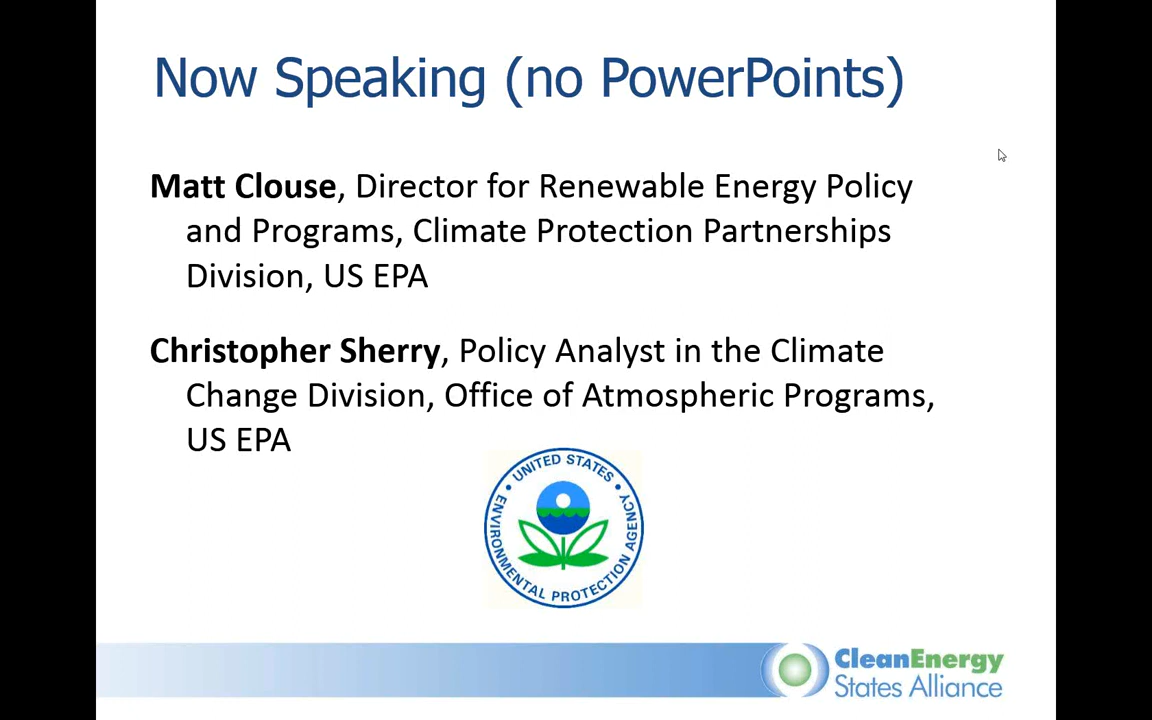 Now Speaking (no PowerPoints)
Matt Clouse, Director for Renewable Energy Policy
and Programs, Climate Protection Partnerships
Division, US EPA
Christopher Sherry, Policy Analyst in the Climate
Change Division, Office of Atmospheric Programs,
US EPA
UNITED STATES
ENVIRONMENTAL PROTECTION AGENCY
CleanEnergy
States Alliance